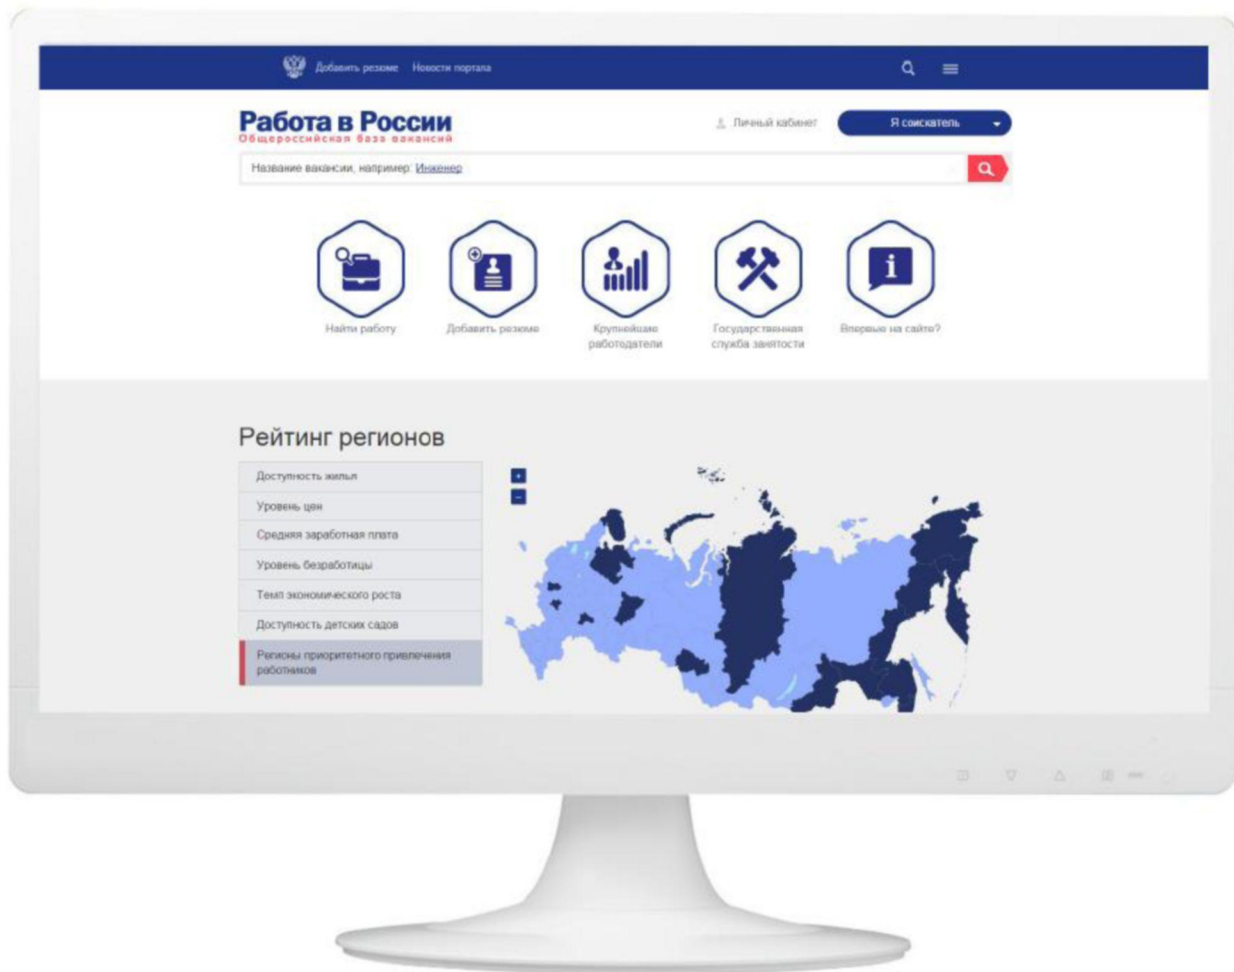 Добавить резюме Новости портала
Работа в России
Общероссийская база вакансий
Личный кабинет
Я соискатель
Название вакансии, например: Инженер
Найти работу
Добавить резюме
Крупнейшие
работодатели
Государственная
служба занятости
Впервые на сайте?
Рейтинг регионов
Доступность жилья
Уровень цен
Средняя заработная плата
Уровень безработицы
Темп экономического роста
Доступность детских садов
Регионы приоритетного привлечения
работников